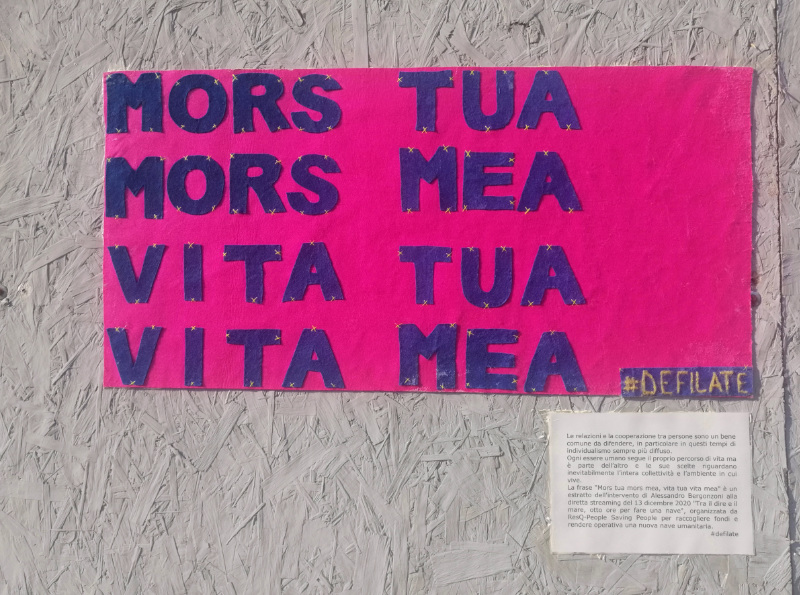 MORS TUA
MORS MEA
VITA TUA
VITA MEA
#DEFILATE
Le relazioni e la cooperazione tra persone sono un bene
comune da difendere, in particolare in questi tempi di
individualismo sempre più diffuso.
Ogni essere umano segue il proprio percorso di vita ma
è parte dell'altro e le sue scelte riguardano
inevitabilmente l'intera collettività e l'ambiente in cui
vive.
La frase "Mors tua mors mea, vita tua vita mea" è un
estratto dell'intervento di Alessandro Bergonzoni alla
diretta streaming del 13 dicembre 2020 "Tra il dire e il
mare, otto ore per fare una nave", organizzata da
ResQ-People Saving People per raccogliere fondi e
rendere operativa una nuova nave umanitaria.
#defilate